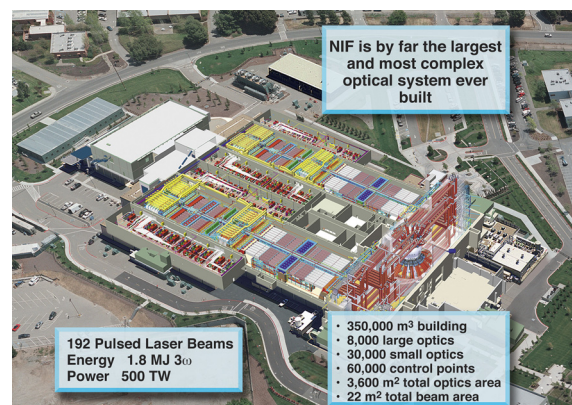 NIF is by far the largest
and most complex
optical system ever
built
192 Pulsed Laser Beams
Energy 1.8 MJ 3ω
Power 500 TW
• 350,000 m³ building
• 8,000 large optics
• 30,000 small optics
• 60,000 control points
• 3,600 m² total optics area
• 22 m² total beam area